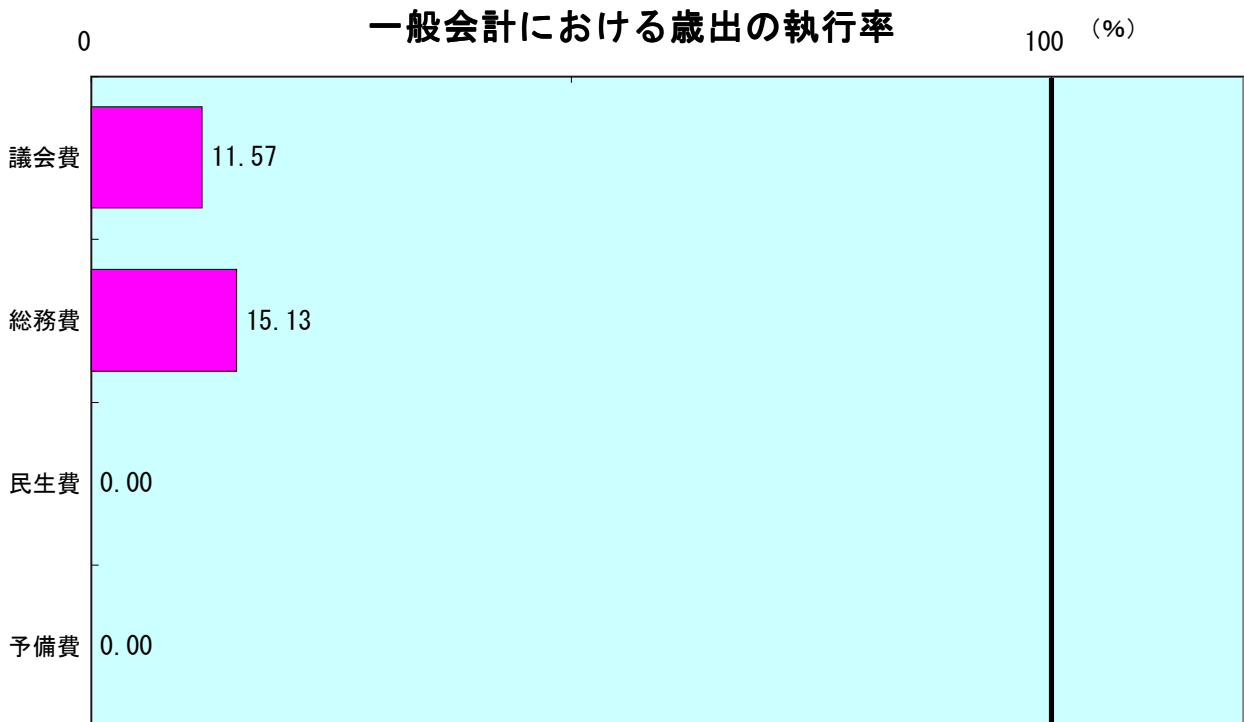 一般会計における歳出の執行率
0
100 （%）
議会費 11.57
総務費 15.13
民生費 0.00
予備費 0.00